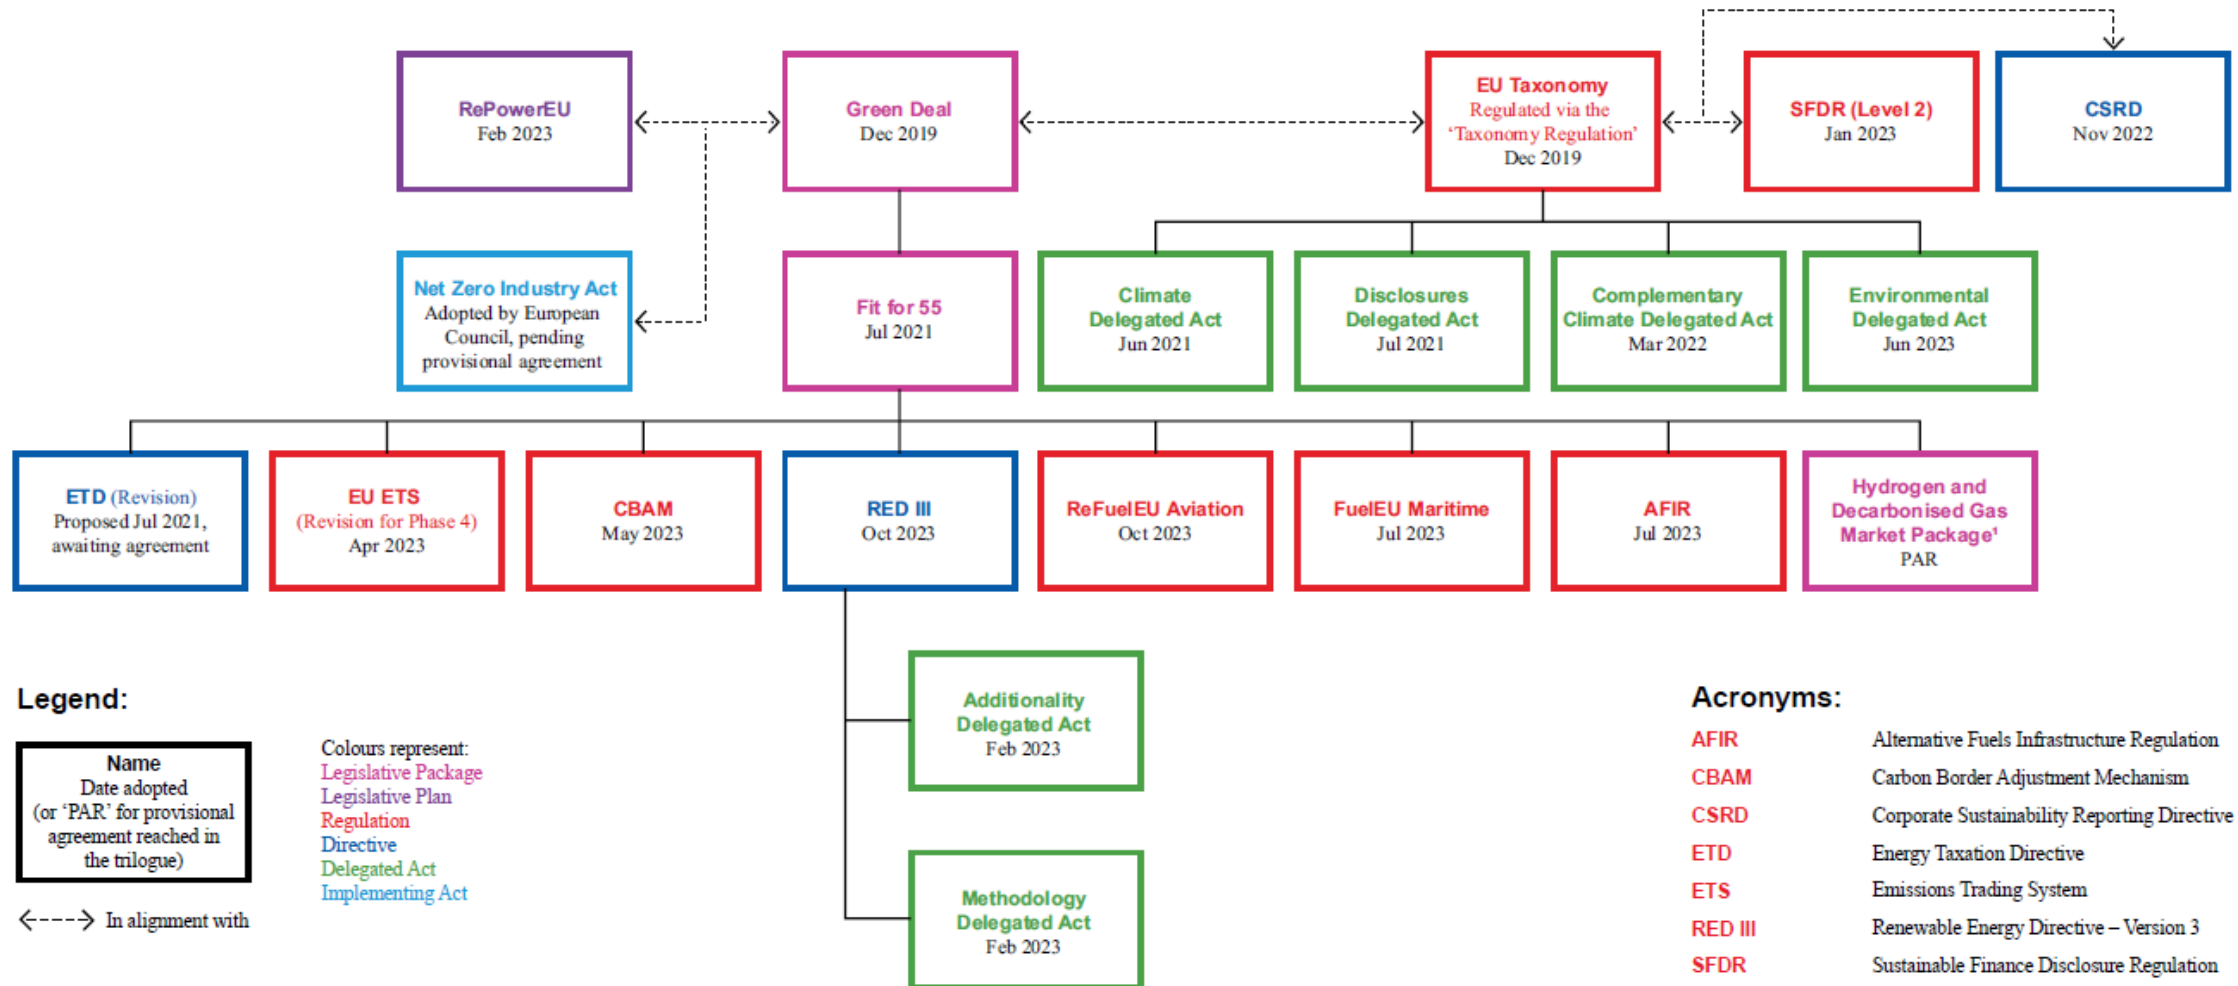 RePowerEU
Feb 2023
Green Deal
Dec 2019
EU Taxonomy
Regulated via the
‘Taxonomy Regulation’
Dec 2019
SFDR (Level 2)
Jan 2023
CSRD
Nov 2022
Net Zero Industry Act
Adopted by European
Council, pending
provisional agreement
Fit for 55
Jul 2021
Climate
Delegated Act
Jun 2021
Disclosures
Delegated Act
Jul 2021
Complementary
Climate Delegated Act
Mar 2022
Environmental
Delegated Act
Jun 2023
ETD (Revision)
Proposed Jul 2021,
awaiting agreement
EU ETS
(Revision for Phase 4)
Apr 2023
CBAM
May 2023
RED III
Oct 2023
ReFuelEU Aviation
Oct 2023
FuelEU Maritime
Jul 2023
AFIR
Jul 2023
Hydrogen and
Decarbonised Gas
Market Package¹
PAR
Additionality
Delegated Act
Feb 2023
Methodology
Delegated Act
Feb 2023
Legend:
Name
Date adopted
(or ‘PAR’ for provisional
agreement reached in
the trilogue)
In alignment with
Colours represent:
Legislative Package
Legislative Plan
Regulation
Directive
Delegated Act
Implementing Act
Acronyms:
AFIR Alternative Fuels Infrastructure Regulation
CBAM Carbon Border Adjustment Mechanism
CSRD Corporate Sustainability Reporting Directive
ETD Energy Taxation Directive
ETS Emissions Trading System
RED III Renewable Energy Directive – Version 3
SFDR Sustainable Finance Disclosure Regulation